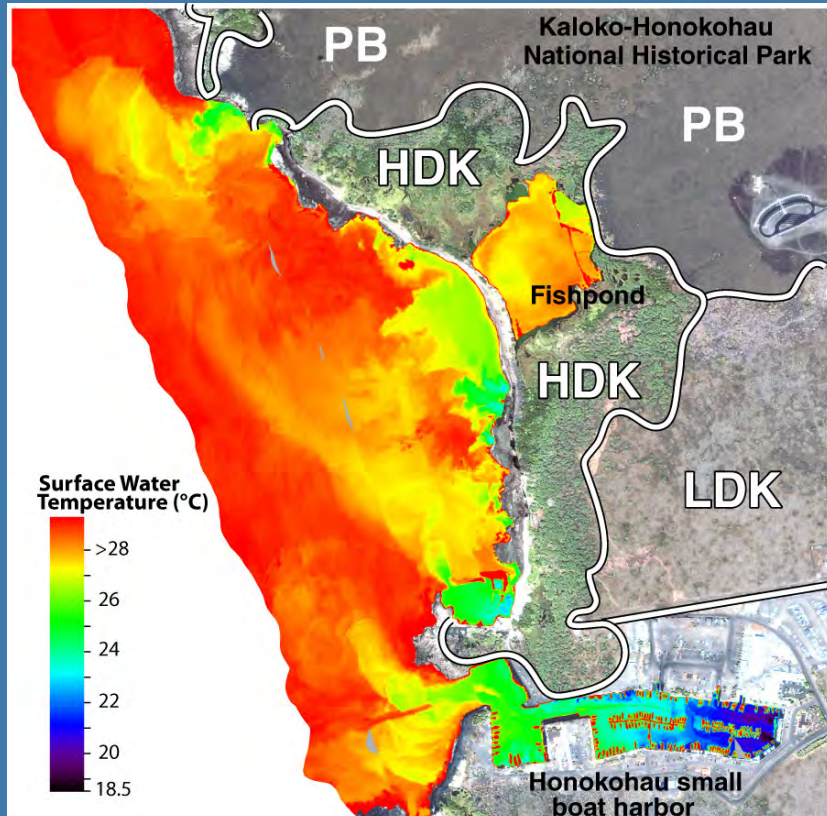 Kaloko-Honokohau
National Historical Park
PB
PB
HDK
Fishpond
HDK
LDK
Surface Water
Temperature (°C)
>28
26
24
22
20
18.5
Honokohau small
boat harbor